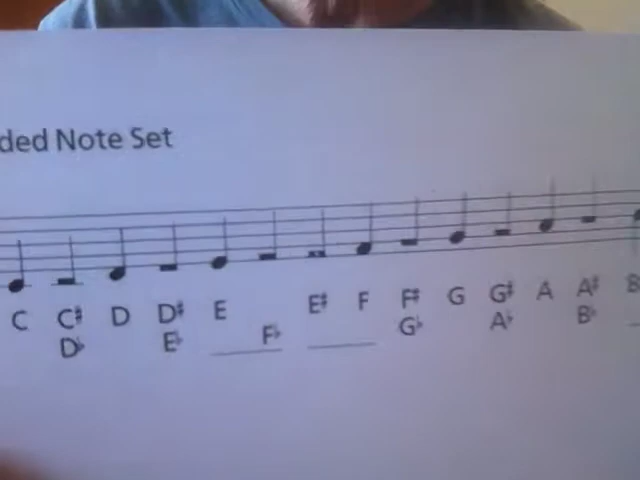 ded Note Set
C C♯ D D♯ E E♯ F F♯ G G♯ A A♯ B
D♭ E♭ F♭ G♭ A♭ B♭